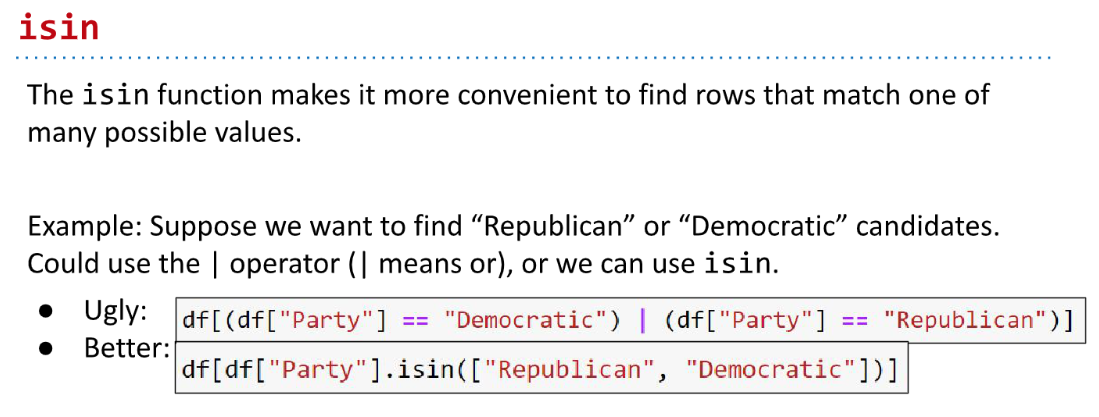 isin
The isin function makes it more convenient to find rows that match one of
many possible values.
Example: Suppose we want to find “Republican” or “Democratic” candidates.
Could use the | operator (| means or), or we can use isin.
● Ugly: df[(df["Party"] == "Democratic") | (df["Party"] == "Republican")]
● Better: df[df["Party"].isin(["Republican", "Democratic"])]